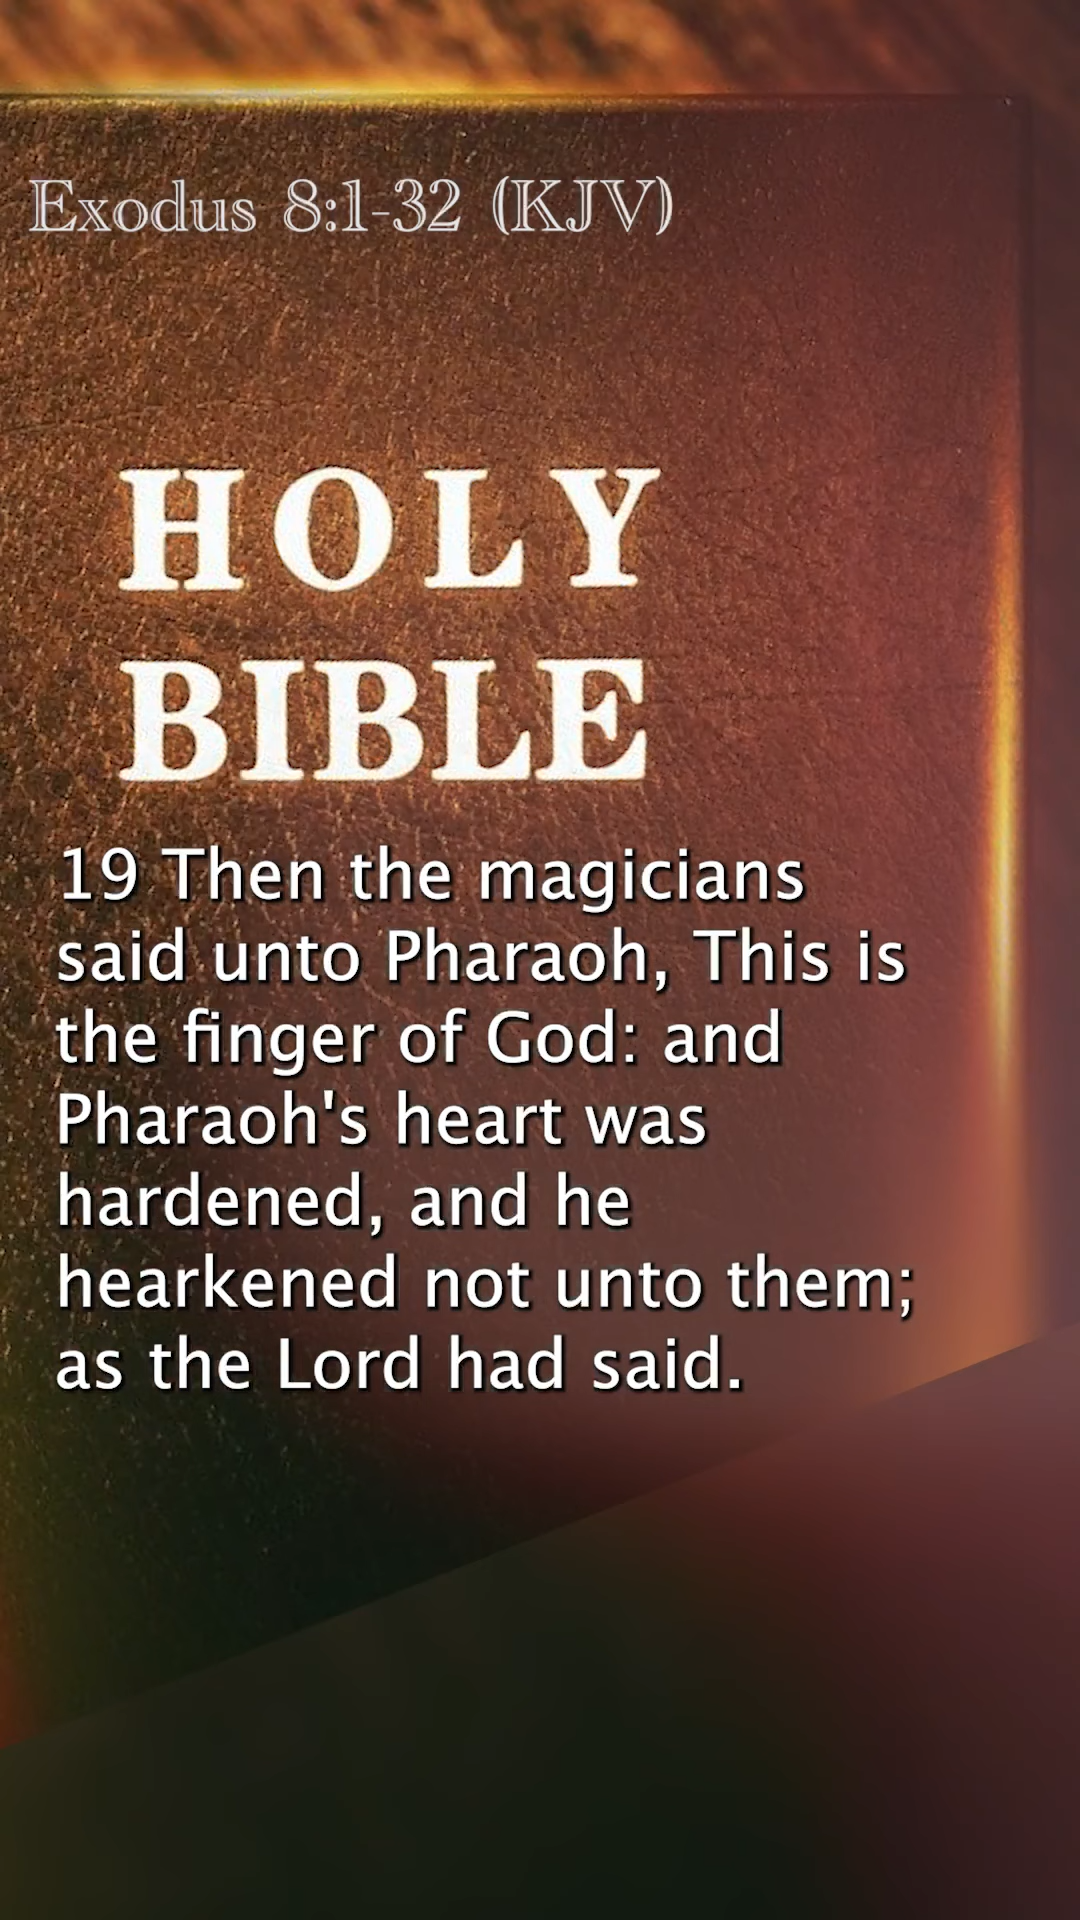 Exodus 8:1-32 (KJV)
HOLY
BIBLE
19 Then the magicians
said unto Pharaoh, This is
the finger of God: and
Pharaoh's heart was
hardened, and he
hearkened not unto them;
as the Lord had said.